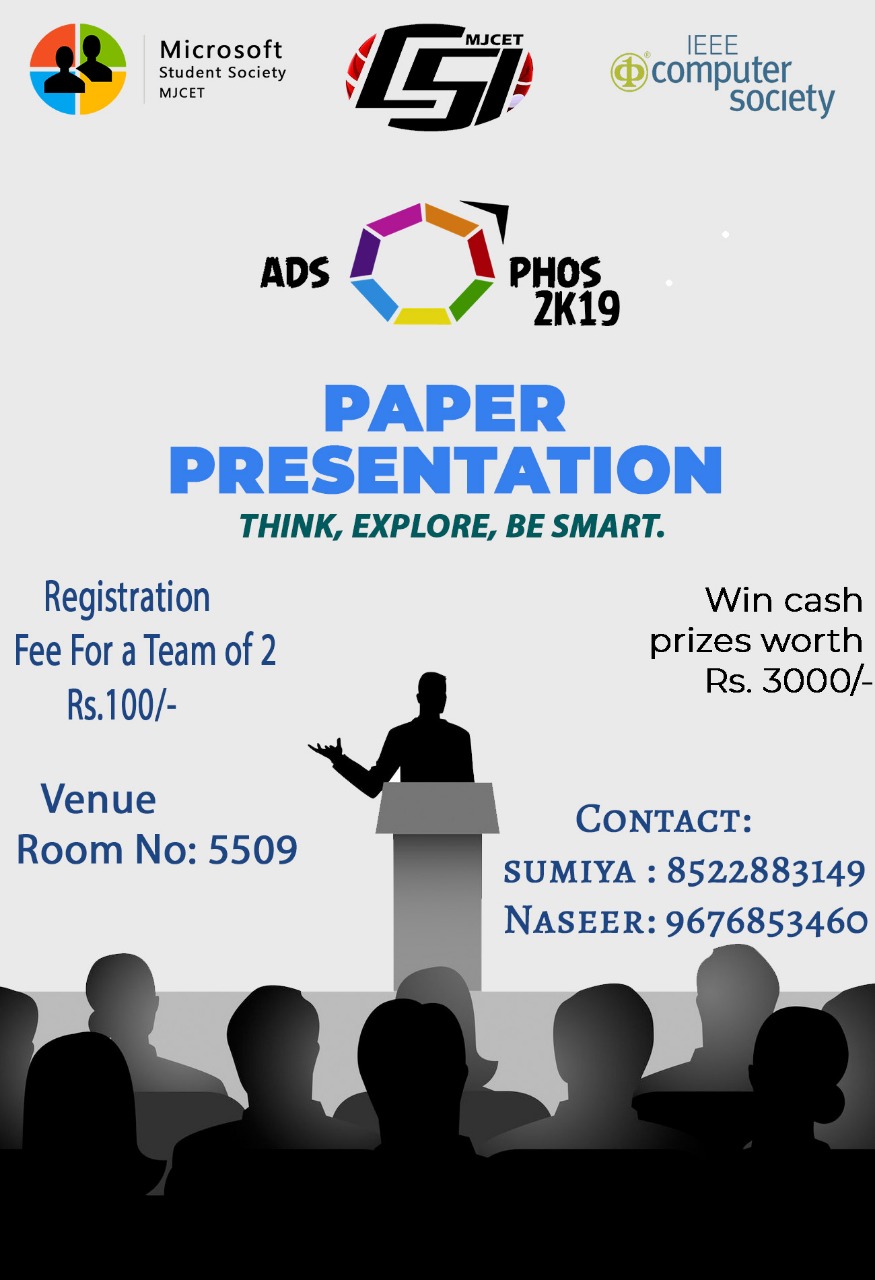 Microsoft
Student Society
MJCET
MJCET
CSI
IEEE
computer
society
ADS
PHOS
2K19
PAPER
PRESENTATION
THINK, EXPLORE, BE SMART.
Registration
Fee For a Team of 2
Rs.100/-
Win cash
prizes worth
Rs. 3000/-
Venue
Room No: 5509
Contact:
sumiya : 8522883149
Naseer: 9676853460